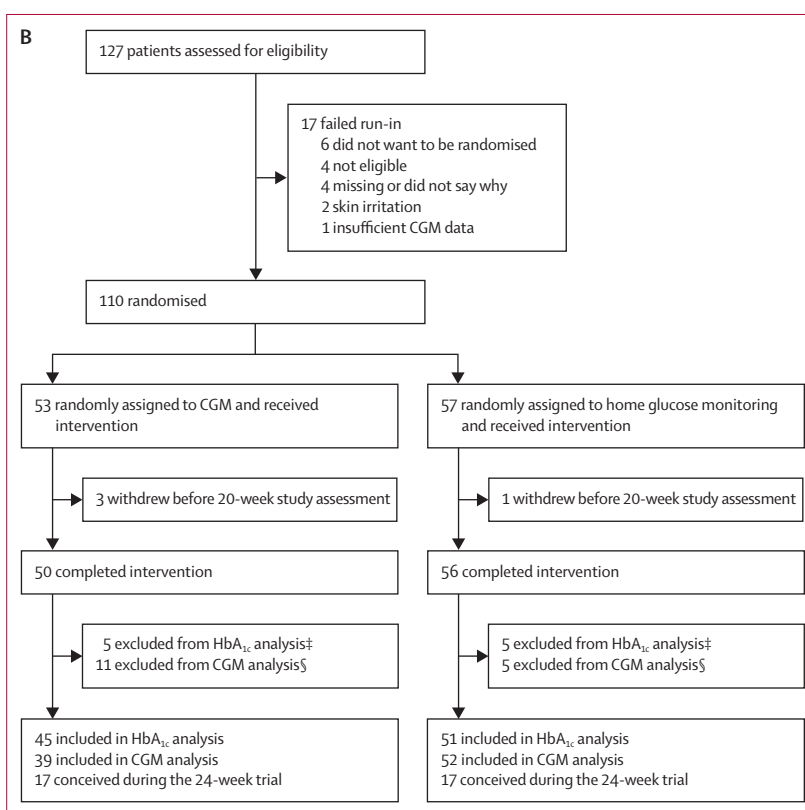 B
127 patients assessed for eligibility
17 failed run-in
6 did not want to be randomised
4 not eligible
4 missing or did not say why
2 skin irritation
1 insufficient CGM data
110 randomised
53 randomly assigned to CGM and received
intervention
57 randomly assigned to home glucose monitoring
and received intervention
3 withdrew before 20-week study assessment
1 withdrew before 20-week study assessment
50 completed intervention
56 completed intervention
5 excluded from HbA1c analysis‡
11 excluded from CGM analysis§
5 excluded from HbA1c analysis‡
5 excluded from CGM analysis§
45 included in HbA1c analysis
39 included in CGM analysis
17 conceived during the 24-week trial
51 included in HbA1c analysis
52 included in CGM analysis
17 conceived during the 24-week trial